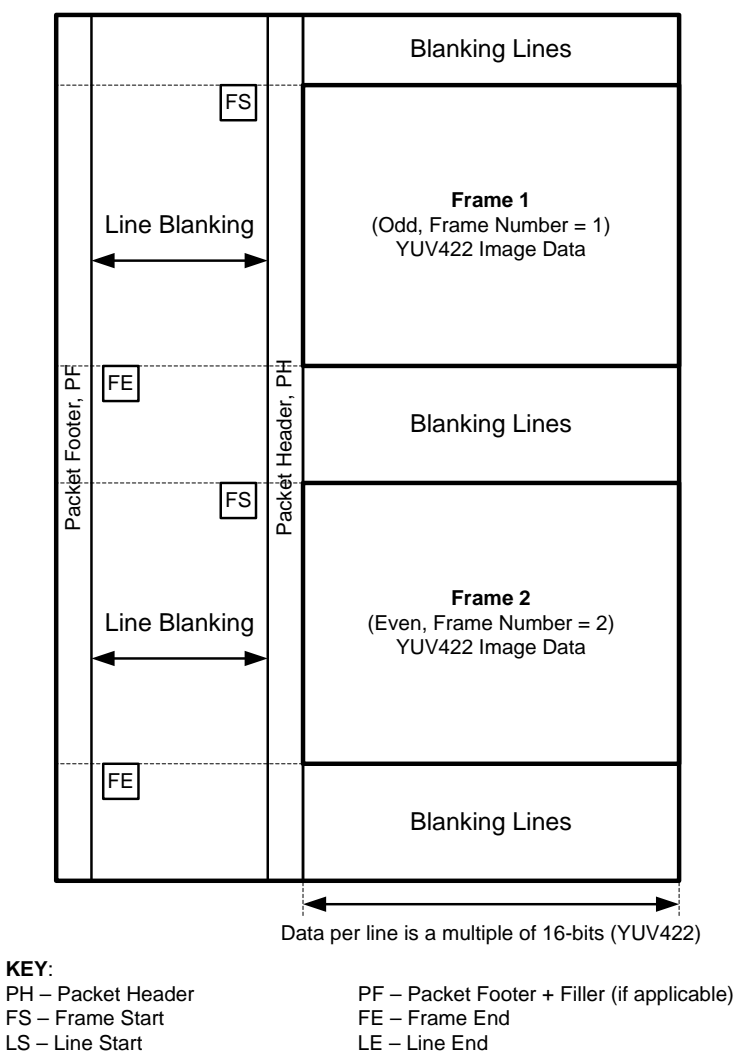 Blanking Lines
FS
Frame 1
(Odd, Frame Number = 1)
YUV422 Image Data
Line Blanking
FE
Packet Footer, PF
Packet Header, PH
Blanking Lines
FS
Frame 2
(Even, Frame Number = 2)
YUV422 Image Data
Line Blanking
FE
Blanking Lines
Data per line is a multiple of 16-bits (YUV422)
KEY:
PH – Packet Header
PF – Packet Footer + Filler (if applicable)
FS – Frame Start
FE – Frame End
LS – Line Start
LE – Line End